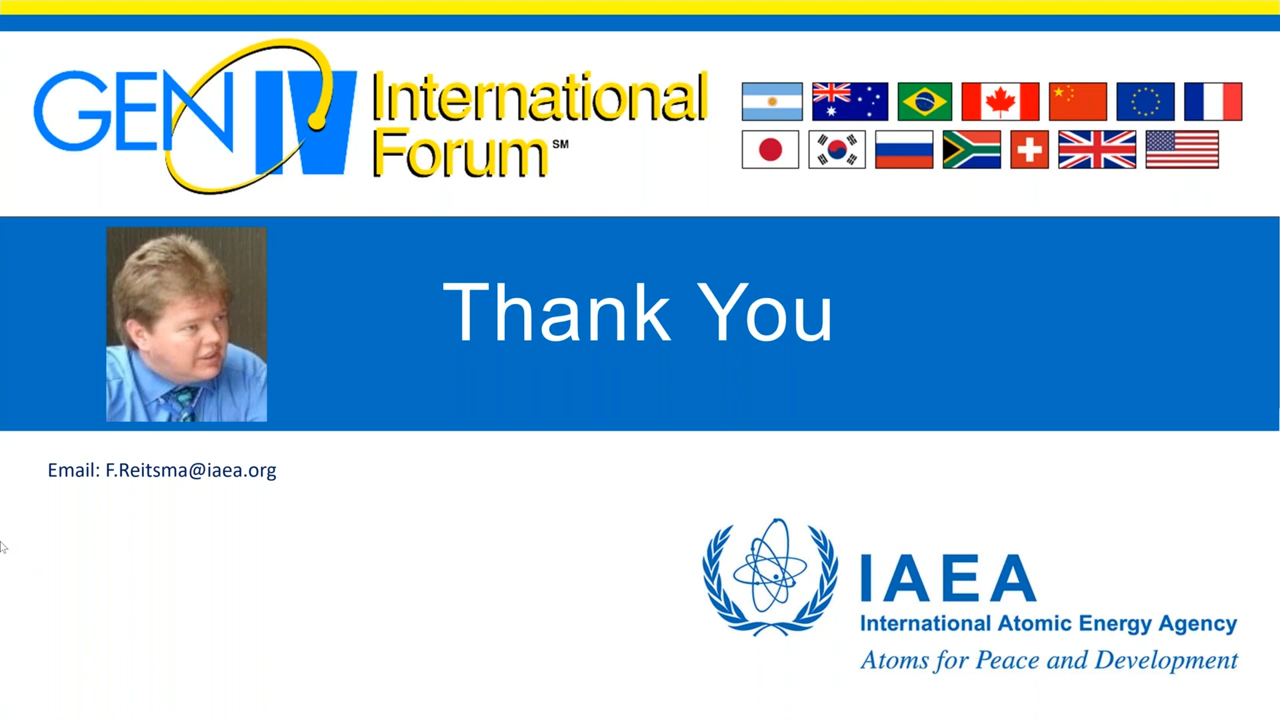 GEN IV International
Forum SM
Thank You
Email: F.Reitsma@iaea.org
IAEA
International Atomic Energy Agency
Atoms for Peace and Development